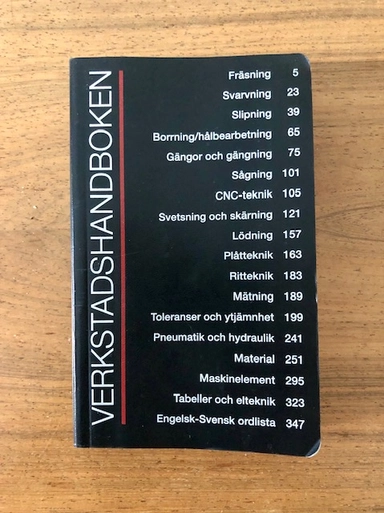 VERKSTADSHANDBOKEN
Fräsning 5
Svarvning 23
Slipning 39
Borrning/hålbearbetning 65
Gängor och gängning 75
Sågning 101
CNC-teknik 105
Svetsning och skärning 121
Lödning 157
Plåtteknik 163
Ritteknik 183
Mätning 189
Toleranser och ytjämnhet 199
Pneumatik och hydraulik 241
Material 251
Maskinelement 295
Tabeller och elteknik 323
Engelsk-Svensk ordlista 347